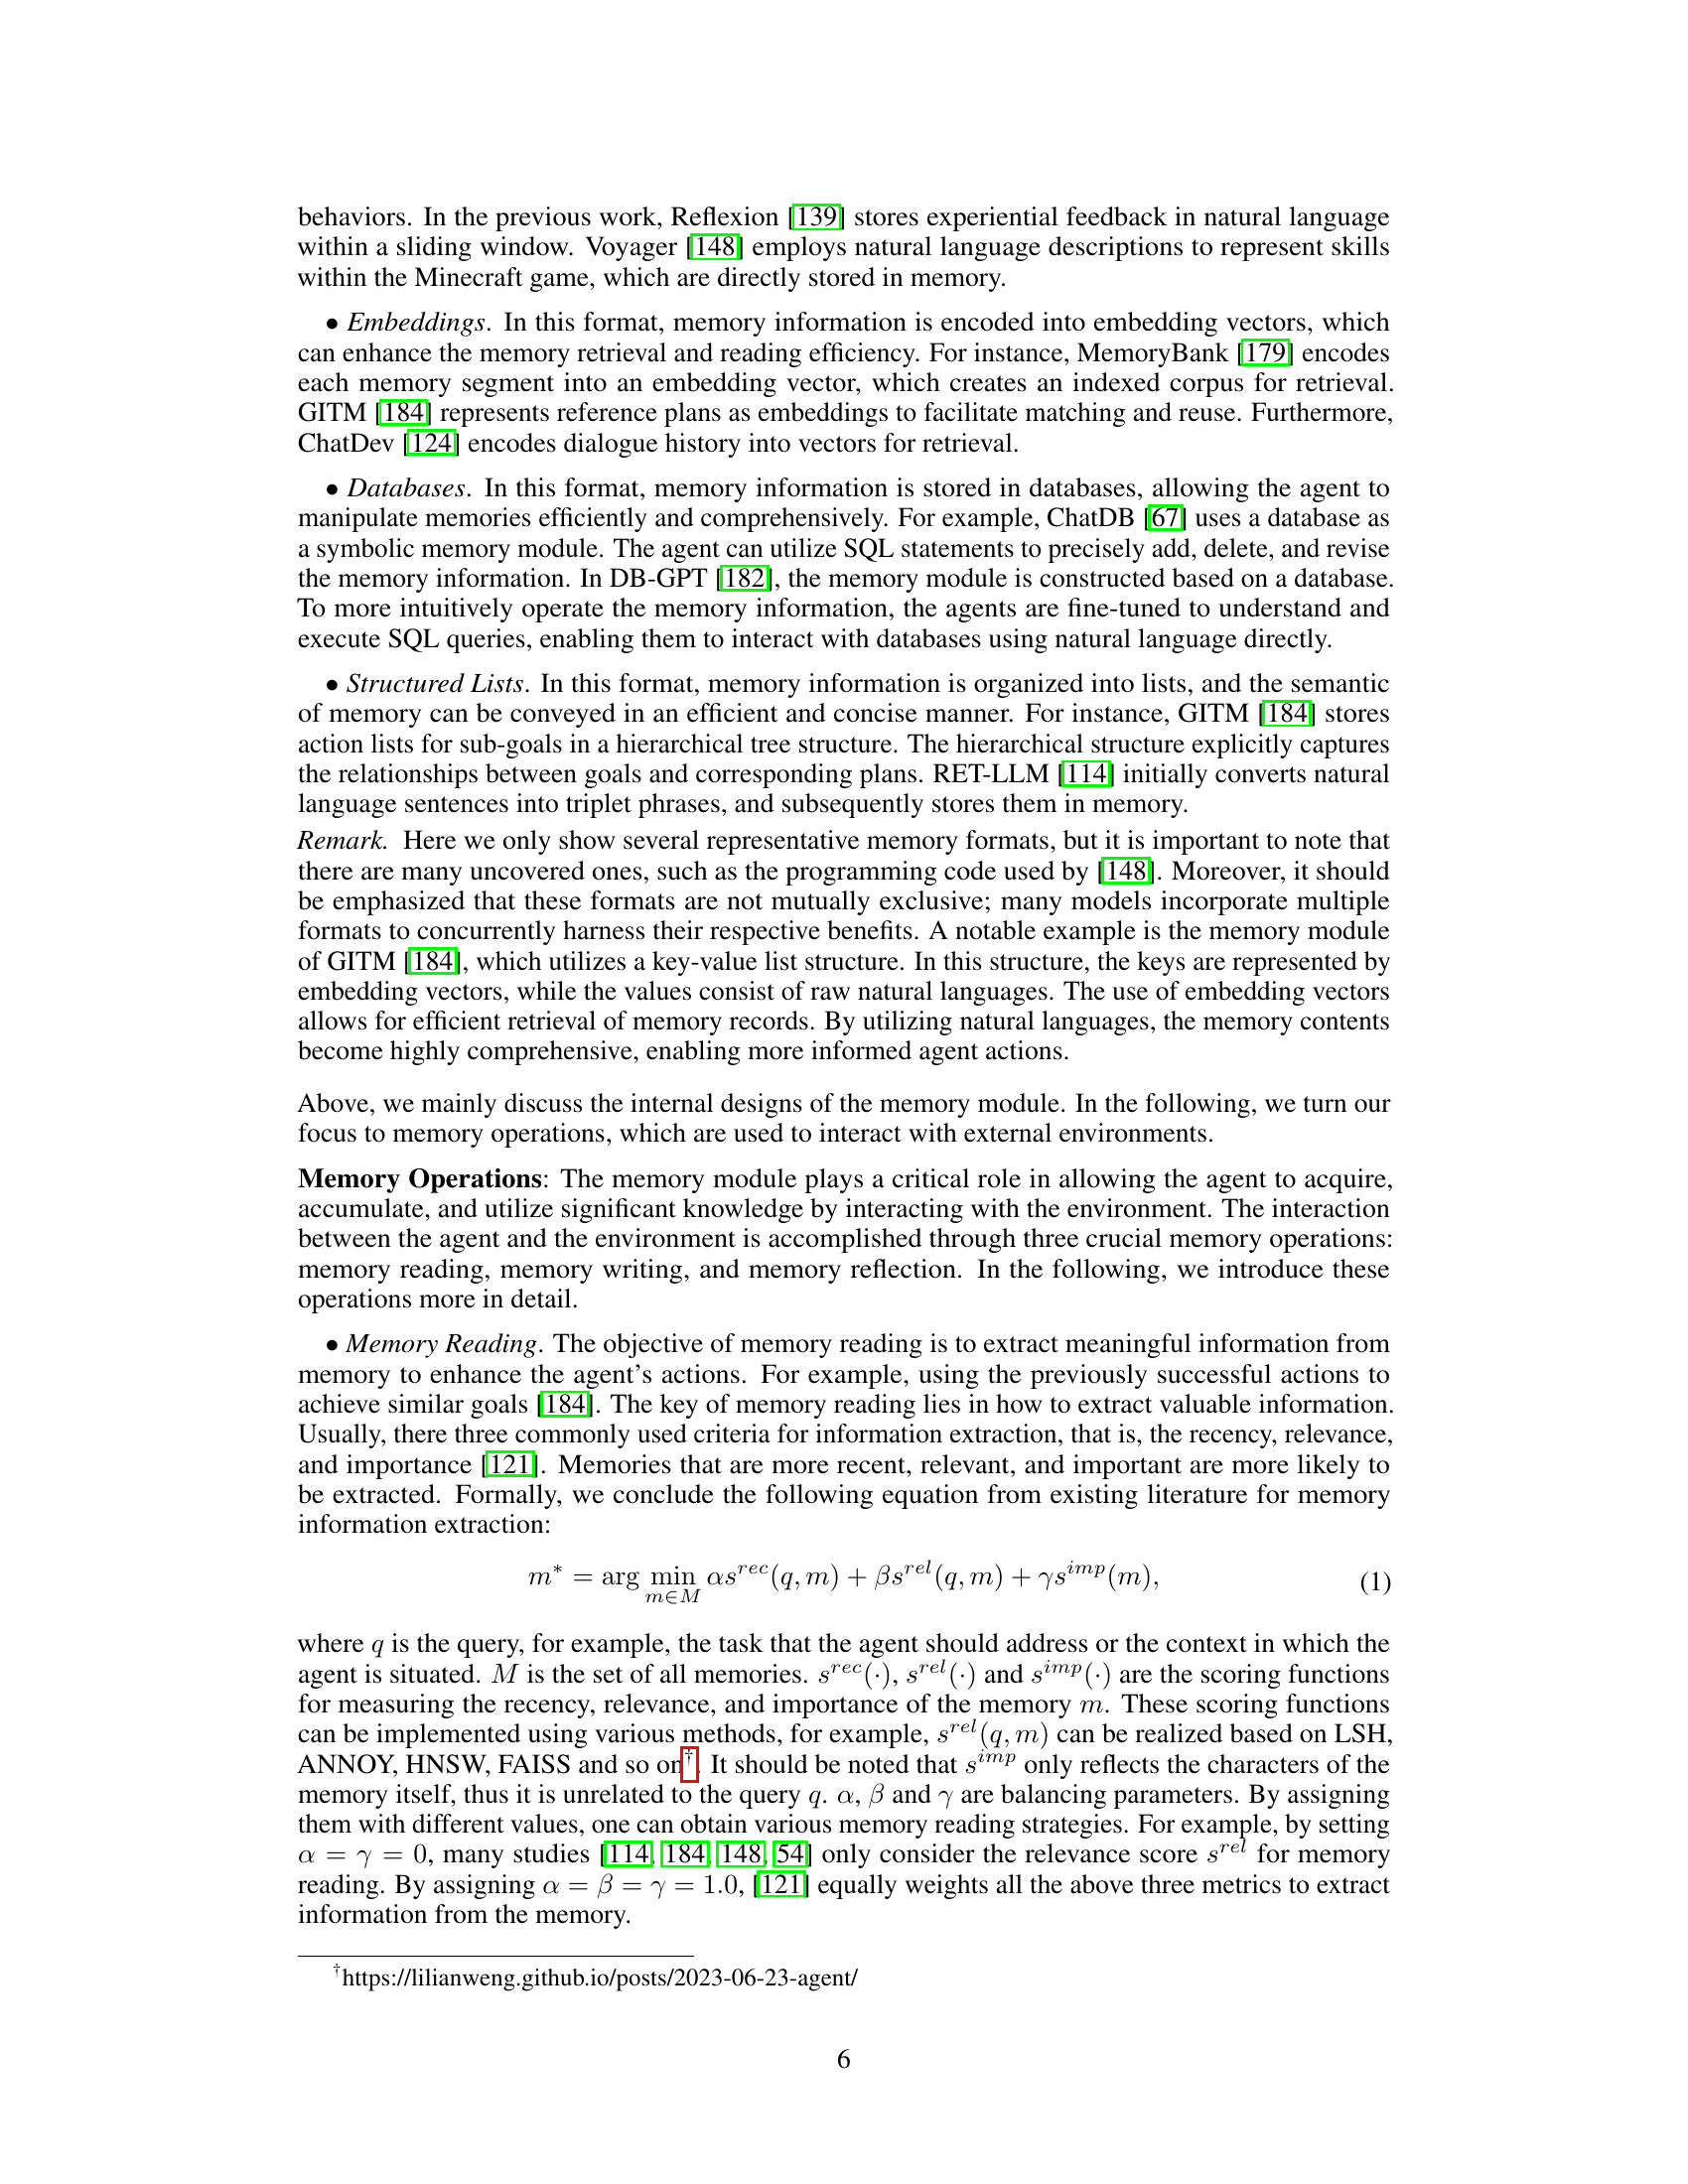 behaviors. In the previous work, Reflexion [139] stores experiential feedback in natural language
within a sliding window. Voyager [148] employs natural language descriptions to represent skills
within the Minecraft game, which are directly stored in memory.
• Embeddings. In this format, memory information is encoded into embedding vectors, which
can enhance the memory retrieval and reading efficiency. For instance, MemoryBank [179] encodes
each memory segment into an embedding vector, which creates an indexed corpus for retrieval.
GITM [184] represents reference plans as embeddings to facilitate matching and reuse. Furthermore,
ChatDev [124] encodes dialogue history into vectors for retrieval.
• Databases. In this format, memory information is stored in databases, allowing the agent to
manipulate memories efficiently and comprehensively. For example, ChatDB [67] uses a database as
a symbolic memory module. The agent can utilize SQL statements to precisely add, delete, and revise
the memory information. In DB-GPT [182], the memory module is constructed based on a database.
To more intuitively operate the memory information, the agents are fine-tuned to understand and
execute SQL queries, enabling them to interact with databases using natural language directly.
• Structured Lists. In this format, memory information is organized into lists, and the semantic
of memory can be conveyed in an efficient and concise manner. For instance, GITM [184] stores
action lists for sub-goals in a hierarchical tree structure. The hierarchical structure explicitly captures
the relationships between goals and corresponding plans. RET-LLM [114] initially converts natural
language sentences into triplet phrases, and subsequently stores them in memory.
Remark. Here we only show several representative memory formats, but it is important to note that
there are many uncovered ones, such as the programming code used by [148]. Moreover, it should
be emphasized that these formats are not mutually exclusive; many models incorporate multiple
formats to concurrently harness their respective benefits. A notable example is the memory module
of GITM [184], which utilizes a key-value list structure. In this structure, the keys are represented by
embedding vectors, while the values consist of raw natural languages. The use of embedding vectors
allows for efficient retrieval of memory records. By utilizing natural languages, the memory contents
become highly comprehensive, enabling more informed agent actions.
Above, we mainly discuss the internal designs of the memory module. In the following, we turn our
focus to memory operations, which are used to interact with external environments.
Memory Operations: The memory module plays a critical role in allowing the agent to acquire,
accumulate, and utilize significant knowledge by interacting with the environment. The interaction
between the agent and the environment is accomplished through three crucial memory operations:
memory reading, memory writing, and memory reflection. In the following, we introduce these
operations more in detail.
• Memory Reading. The objective of memory reading is to extract meaningful information from
memory to enhance the agent's actions. For example, using the previously successful actions to
achieve similar goals [184]. The key of memory reading lies in how to extract valuable information.
Usually, there three commonly used criteria for information extraction, that is, the recency, relevance,
and importance [121]. Memories that are more recent, relevant, and important are more likely to
be extracted. Formally, we conclude the following equation from existing literature for memory
information extraction:
m* = arg min_{m∈M} αs^{rec}(q, m) + βs^{rel}(q, m) + γs^{imp}(m), (1)
where q is the query, for example, the task that the agent should address or the context in which the
agent is situated. M is the set of all memories. s^{rec}(·), s^{rel}(·) and s^{imp}(·) are the scoring functions
for measuring the recency, relevance, and importance of the memory m. These scoring functions
can be implemented using various methods, for example, s^{rel}(q, m) can be realized based on LSH,
ANNOY, HNSW, FAISS and so on†. It should be noted that s^{imp} only reflects the characters of the
memory itself, thus it is unrelated to the query q. α, β and γ are balancing parameters. By assigning
them with different values, one can obtain various memory reading strategies. For example, by setting
α = γ = 0, many studies [114, 184, 148, 54] only consider the relevance score s^{rel} for memory
reading. By assigning α = β = γ = 1.0, [121] equally weights all the above three metrics to extract
information from the memory.
†https://lilianweng.github.io/posts/2023-06-23-agent/
6